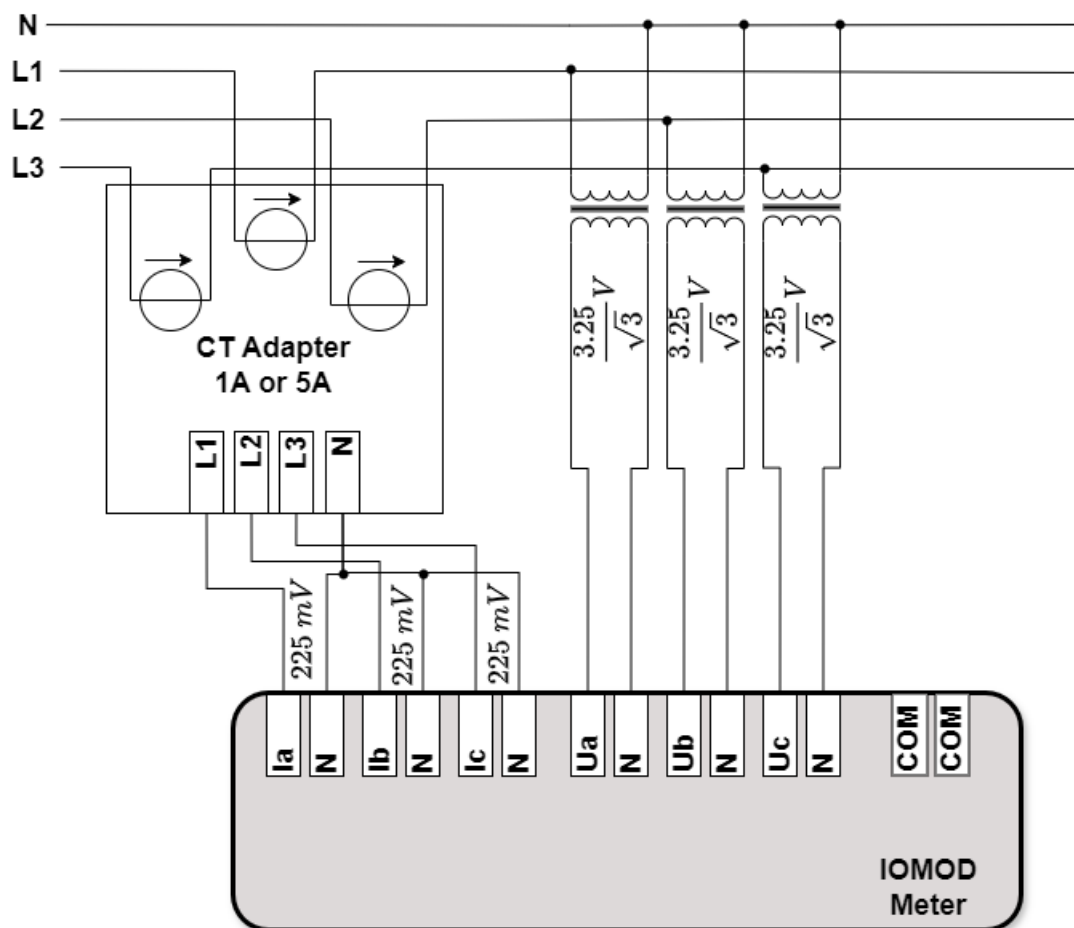 N
L1
L2
L3
CT Adapter
1A or 5A
L1
L2
L3
N
3.25/√3 V
3.25/√3 V
3.25/√3 V
225 mV
225 mV
225 mV
Ia
N
Ib
N
Ic
N
Ua
N
Ub
N
Uc
N
COM
COM
IOMOD
Meter